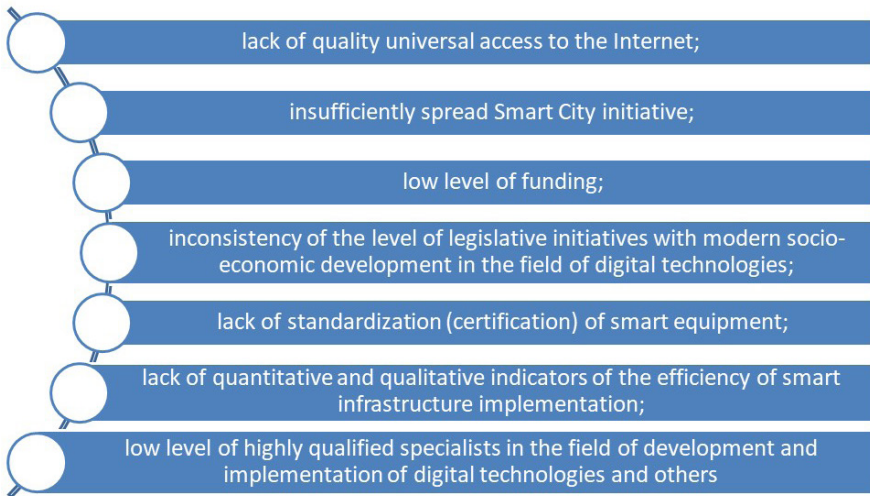 lack of quality universal access to the Internet;
insufficiently spread Smart City initiative;
low level of funding;
inconsistency of the level of legislative initiatives with modern socio-
economic development in the field of digital technologies;
lack of standardization (certification) of smart equipment;
lack of quantitative and qualitative indicators of the efficiency of smart
infrastructure implementation;
low level of highly qualified specialists in the field of development and
implementation of digital technologies and others